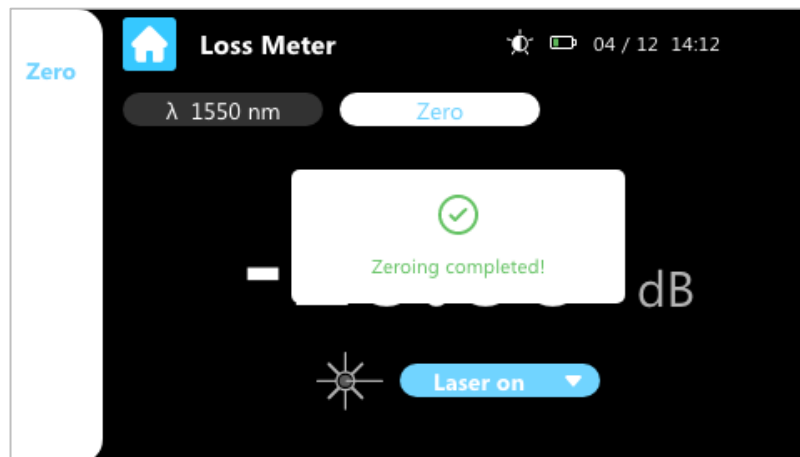 Zero
Loss Meter
04 / 12 14:12
λ 1550 nm
Zero
Zeroing completed!
dB
Laser on